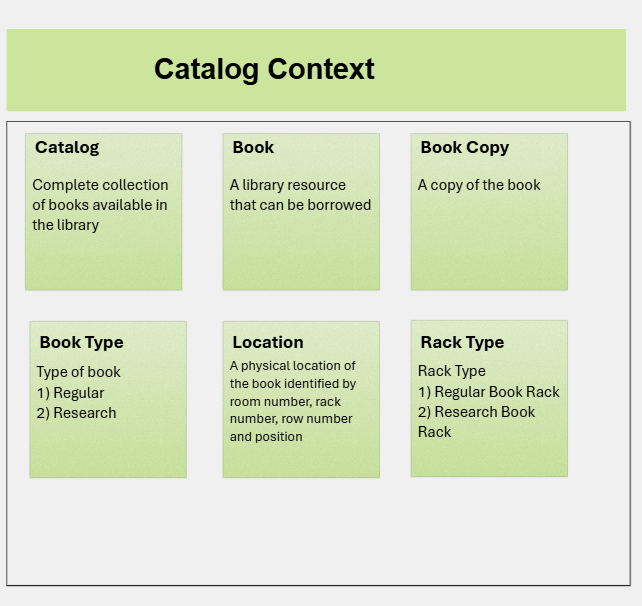 Catalog Context
Catalog
Complete collection
of books available in
the library
Book
A library resource
that can be borrowed
Book Copy
A copy of the book
Book Type
Type of book
1) Regular
2) Research
Location
A physical location of
the book identified by
room number, rack
number, row number
and position
Rack Type
Rack Type
1) Regular Book Rack
2) Research Book
Rack